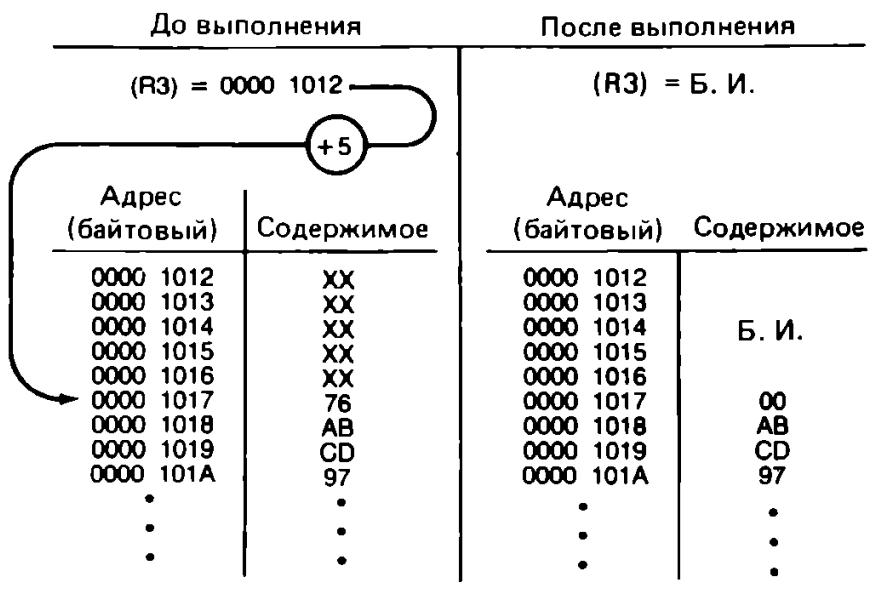 До выполнения После выполнения
(R3) = 0000 1012 (R3) = Б. И.
+5
Адрес Адрес
(байтовый) Содержимое (байтовый) Содержимое
0000 1012 XX 0000 1012
0000 1013 XX 0000 1013
0000 1014 XX 0000 1014 Б. И.
0000 1015 XX 0000 1015
0000 1016 XX 0000 1016
0000 1017 76 0000 1017 00
0000 1018 AB 0000 1018 AB
0000 1019 CD 0000 1019 CD
0000 101A 97 0000 101A 97